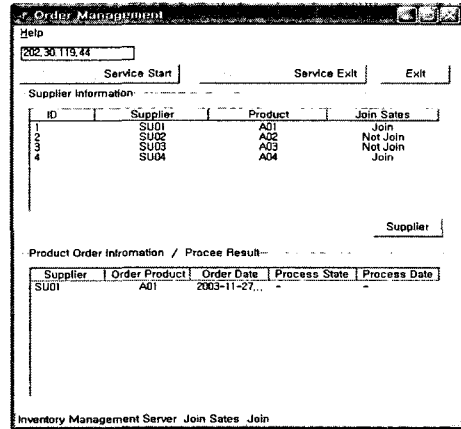 Order Management
Help
202,30,119,44
Service Start Service Exit Exit
Supplier Information
ID Supplier Product Join Sates
1 SU01 A01 Join
2 SU02 A02 Not Join
3 SU03 A03 Not Join
4 SU04 A04 Join
Supplier
Product Order Infromation / Procee Result
Supplier Order Product Order Date Process State Process Date
SU01 A01 2003-11-27... - -
Inventory Management Server Join Sates Join